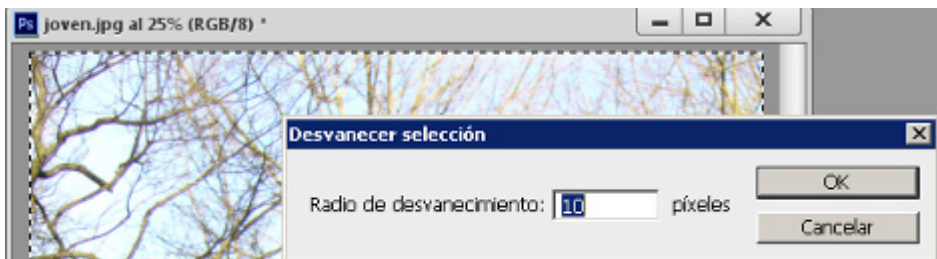 Ps joven.jpg al 25% (RGB/8) *
Desvanecer selección
Radio de desvanecimiento: 10 píxeles
OK
Cancelar